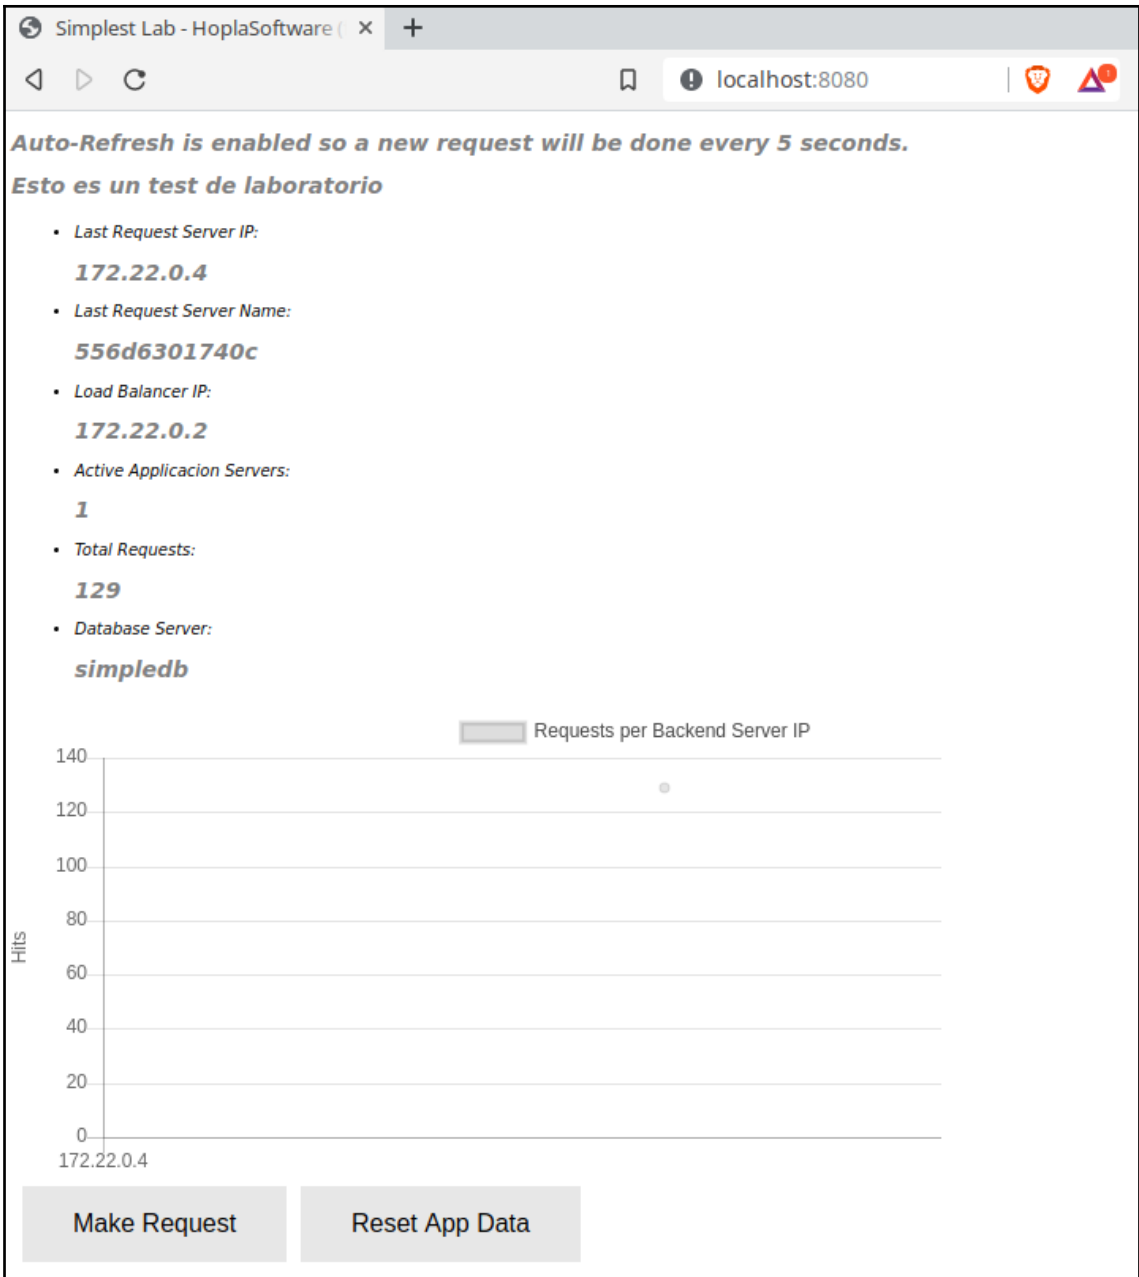 Simplest Lab - HoplaSoftware (
localhost:8080
Auto-Refresh is enabled so a new request will be done every 5 seconds.
Esto es un test de laboratorio
• Last Request Server IP:
172.22.0.4
• Last Request Server Name:
556d6301740c
• Load Balancer IP:
172.22.0.2
• Active Applicacion Servers:
1
• Total Requests:
129
• Database Server:
simpledb
Requests per Backend Server IP
140
120
100
80
60
40
20
0
Hits
172.22.0.4
Make Request Reset App Data